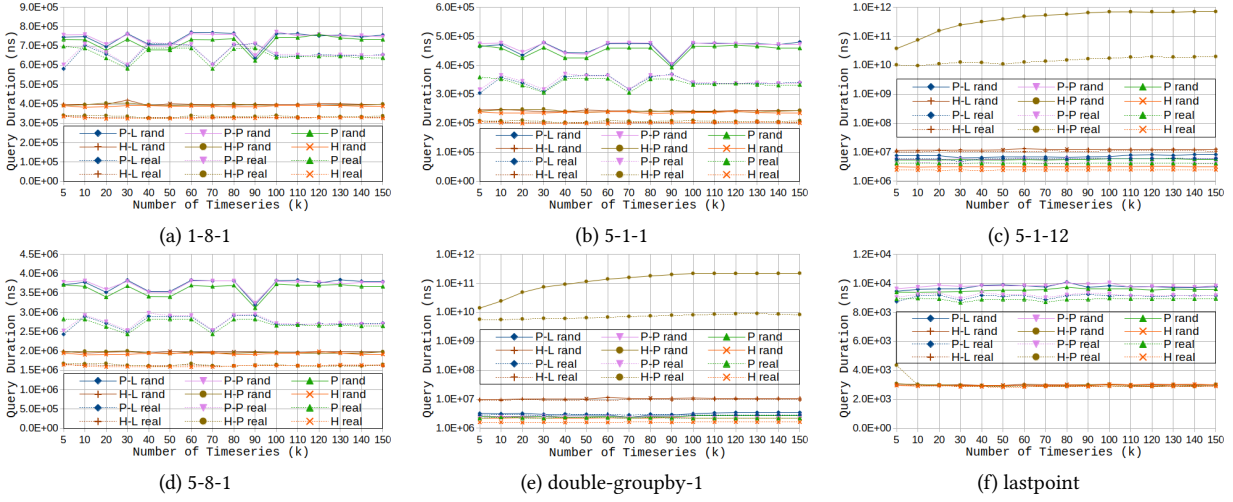 9.0E+05
8.0E+05
7.0E+05
6.0E+05
5.0E+05
4.0E+05
3.0E+05
2.0E+05
1.0E+05
0.0E+00
Query Duration (ns)
P-L rand P-P rand P rand
H-L rand H-P rand H rand
P-L real P-P real P real
H-L real H-P real H real
5 10 20 30 40 50 60 70 80 90 100 110 120 130 140 150
Number of Timeseries (k)
(a) 1-8-1
6.0E+05
5.0E+05
4.0E+05
3.0E+05
2.0E+05
1.0E+05
0.0E+00
Query Duration (ns)
P-L rand P-P rand P rand
H-L rand H-P rand H rand
P-L real P-P real P real
H-L real H-P real H real
5 10 20 30 40 50 60 70 80 90 100 110 120 130 140 150
Number of Timeseries (k)
(b) 5-1-1
1.0E+12
1.0E+11
1.0E+10
1.0E+09
1.0E+08
1.0E+07
1.0E+06
Query Duration (ns)
P-L rand P-P rand P rand
H-L rand H-P rand H rand
P-L real P-P real P real
H-L real H-P real H real
5 10 20 30 40 50 60 70 80 90 100 110 120 130 140 150
Number of Timeseries (k)
(c) 5-1-12
4.5E+06
4.0E+06
3.5E+06
3.0E+06
2.5E+06
2.0E+06
1.5E+06
1.0E+06
5.0E+05
0.0E+00
Query Duration (ns)
P-L rand P-P rand P rand
H-L rand H-P rand H rand
P-L real P-P real P real
H-L real H-P real H real
5 10 20 30 40 50 60 70 80 90 100 110 120 130 140 150
Number of Timeseries (k)
(d) 5-8-1
1.0E+12
1.0E+11
1.0E+10
1.0E+09
1.0E+08
1.0E+07
1.0E+06
Query Duration (ns)
P-L rand P-P rand P rand
H-L rand H-P rand H rand
P-L real P-P real P real
H-L real H-P real H real
5 10 20 30 40 50 60 70 80 90 100 110 120 130 140 150
Number of Timeseries (k)
(e) double-groupby-1
1.2E+04
1.0E+04
8.0E+03
6.0E+03
4.0E+03
2.0E+03
0.0E+00
Query Duration (ns)
P-L rand P-P rand P rand
H-L rand H-P rand H rand
P-L real P-P real P real
H-L real H-P real H real
5 10 20 30 40 50 60 70 80 90 100 110 120 130 140 150
Number of Timeseries (k)
(f) lastpoint